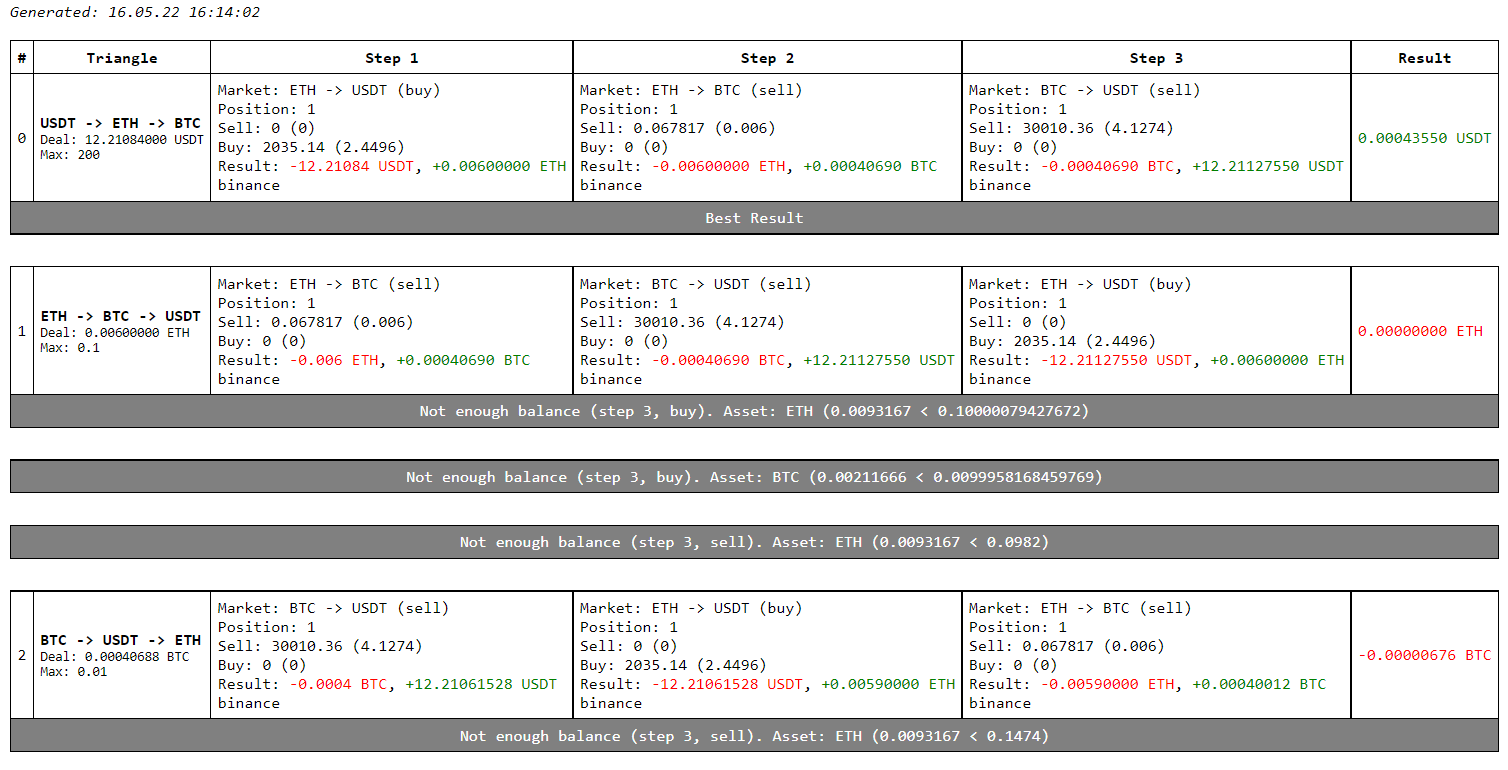 Generated: 16.05.22 16:14:02
# Triangle Step 1 Step 2 Step 3 Result
0
USDT -> ETH -> BTC
Deal: 12.21084000 USDT
Max: 200
Market: ETH -> USDT (buy)
Position: 1
Sell: 0 (0)
Buy: 2035.14 (2.4496)
Result: -12.21084 USDT, +0.00600000 ETH
binance
Market: ETH -> BTC (sell)
Position: 1
Sell: 0.067817 (0.006)
Buy: 0 (0)
Result: -0.00600000 ETH, +0.00040690 BTC
binance
Market: BTC -> USDT (sell)
Position: 1
Sell: 30010.36 (4.1274)
Buy: 0 (0)
Result: -0.00040690 BTC, +12.21127550 USDT
binance
0.00043550 USDT
Best Result
1
ETH -> BTC -> USDT
Deal: 0.00600000 ETH
Max: 0.1
Market: ETH -> BTC (sell)
Position: 1
Sell: 0.067817 (0.006)
Buy: 0 (0)
Result: -0.006 ETH, +0.00040690 BTC
binance
Market: BTC -> USDT (sell)
Position: 1
Sell: 30010.36 (4.1274)
Buy: 0 (0)
Result: -0.00040690 BTC, +12.21127550 USDT
binance
Market: ETH -> USDT (buy)
Position: 1
Sell: 0 (0)
Buy: 2035.14 (2.4496)
Result: -12.21127550 USDT, +0.00600000 ETH
binance
0.00000000 ETH
Not enough balance (step 3, buy). Asset: ETH (0.0093167 < 0.10000079427672)
Not enough balance (step 3, buy). Asset: BTC (0.00211666 < 0.0099958168459769)
Not enough balance (step 3, sell). Asset: ETH (0.0093167 < 0.0982)
2
BTC -> USDT -> ETH
Deal: 0.00040688 BTC
Max: 0.01
Market: BTC -> USDT (sell)
Position: 1
Sell: 30010.36 (4.1274)
Buy: 0 (0)
Result: -0.0004 BTC, +12.21061528 USDT
binance
Market: ETH -> USDT (buy)
Position: 1
Sell: 0 (0)
Buy: 2035.14 (2.4496)
Result: -12.21061528 USDT, +0.00590000 ETH
binance
Market: ETH -> BTC (sell)
Position: 1
Sell: 0.067817 (0.006)
Buy: 0 (0)
Result: -0.00590000 ETH, +0.00040012 BTC
binance
-0.00000676 BTC
Not enough balance (step 3, sell). Asset: ETH (0.0093167 < 0.1474)